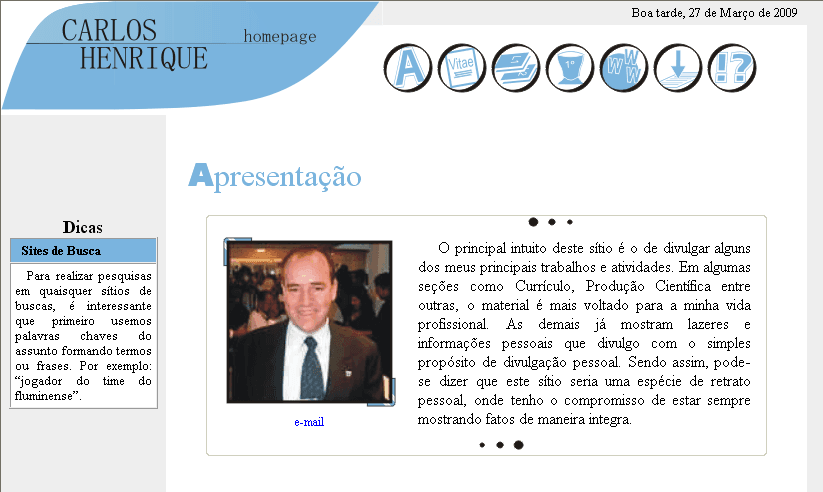 Boa tarde, 27 de Março de 2009
CARLOS
HENRIQUE
homepage
A
Vitae
1º
WWW
!?
Apresentação
Dicas
Sites de Busca
Para realizar pesquisas
em quaisquer sítios de
buscas, é interessante
que primeiro usemos
palavras chaves do
assunto formando termos
ou frases. Por exemplo:
“jogador do time do
fluminense”.
e-mail
O principal intuito deste sítio é o de divulgar alguns
dos meus principais trabalhos e atividades. Em algumas
seções como Currículo, Produção Científica entre
outras, o material é mais voltado para a minha vida
profissional. As demais já mostram lazeres e
informações pessoais que divulgo com o simples
propósito de divulgação pessoal. Sendo assim, pode-
se dizer que este sítio seria uma espécie de retrato
pessoal, onde tenho o compromisso de estar sempre
mostrando fatos de maneira integra.